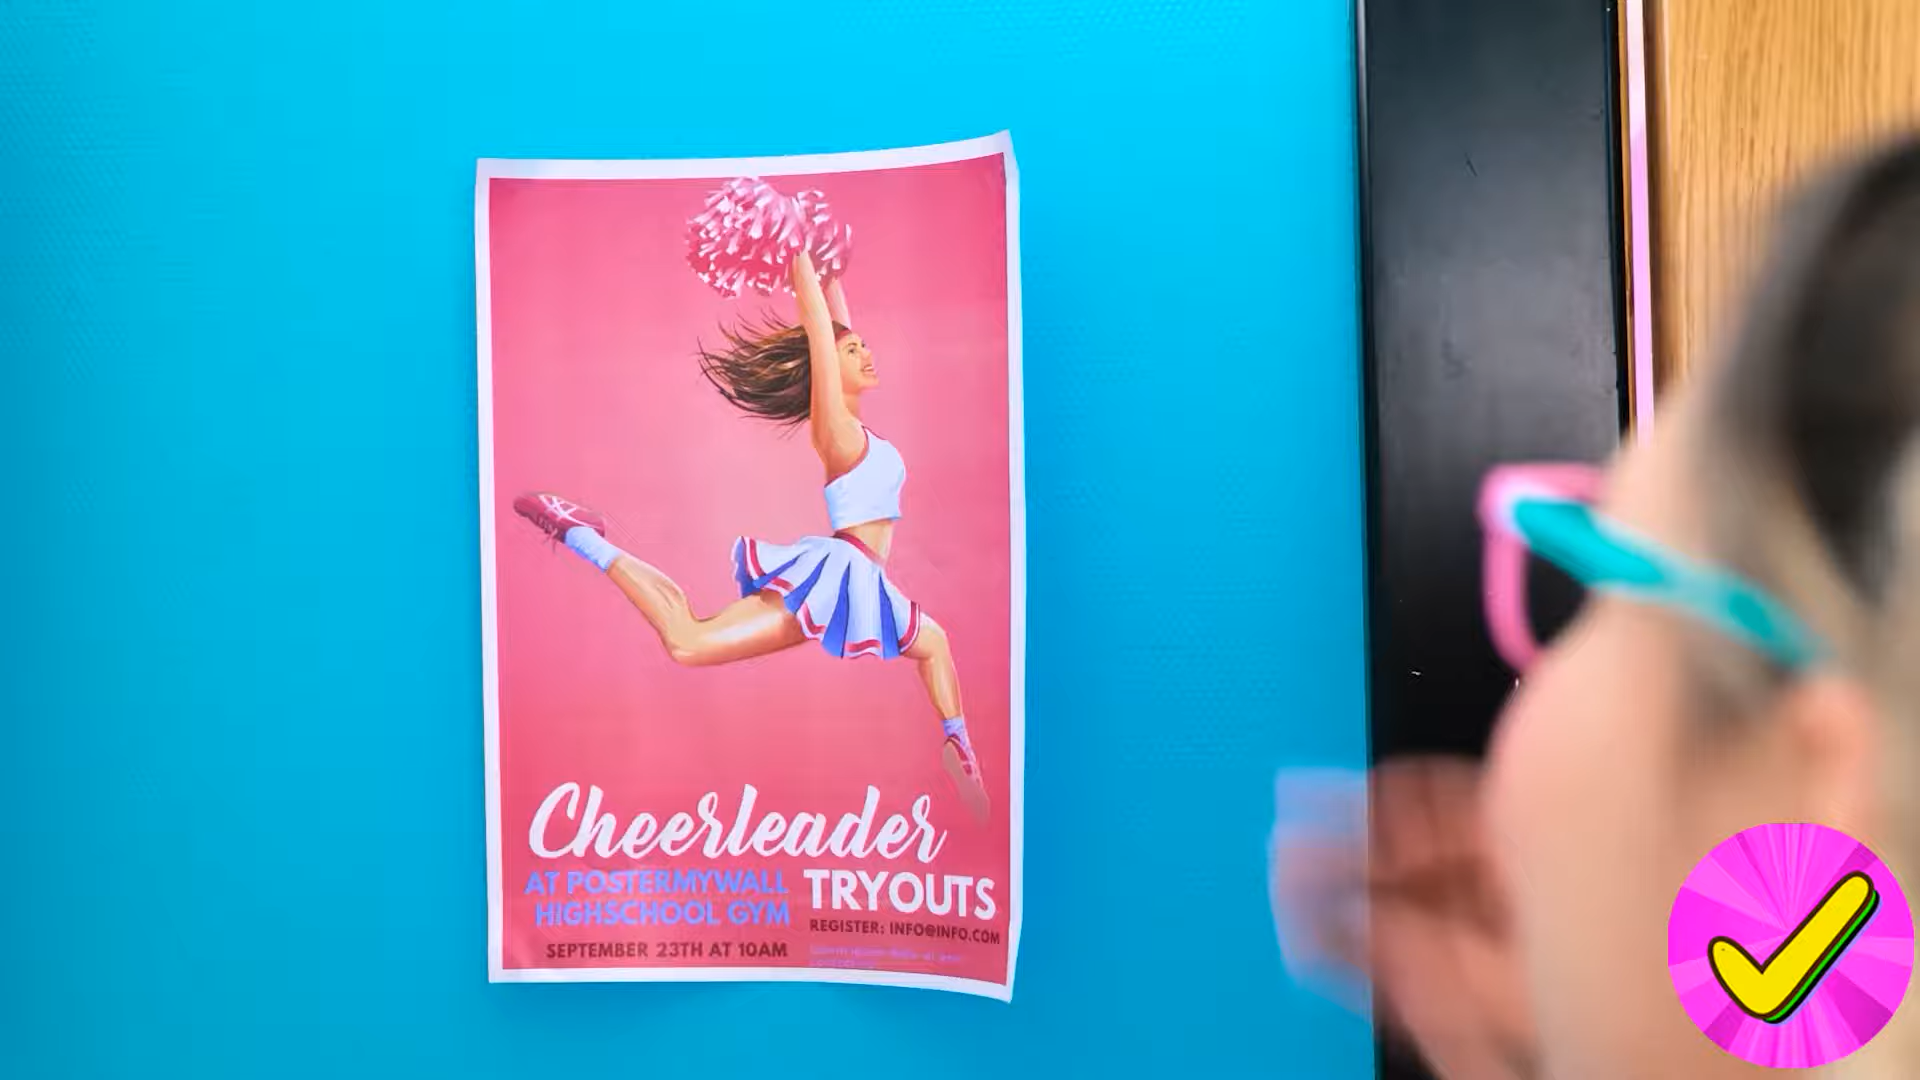 Cheerleader
TRYOUTS
AT POSTERMYWALL
HIGHSCHOOL GYM
SEPTEMBER 23TH AT 10AM
REGISTER: INFO@INFO.COM